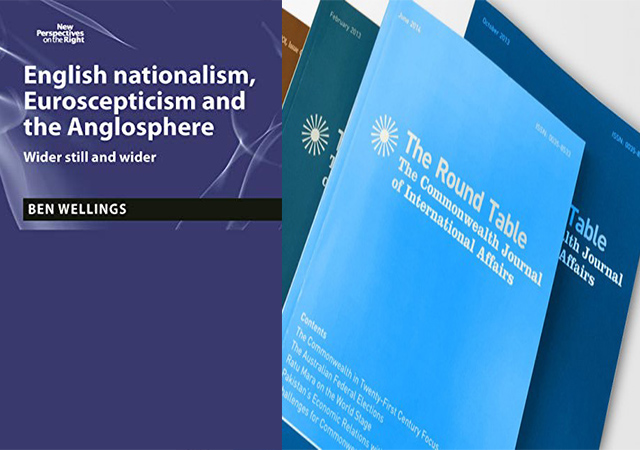 New
Perspectives
on the Right
English nationalism,
Euroscepticism and
the Anglosphere
Wider still and wider
BEN WELLINGS
February 2013
June 2014
October 2013
The Round Table
The Commonwealth Journal
of International Affairs
Contents
The Commonwealth in Twenty-First Century Focus
The Australian Federal Elections
Ratu Mara on the World Stage
Pakistan's Economic Relations
Challenges for
Table
Journal
Affairs